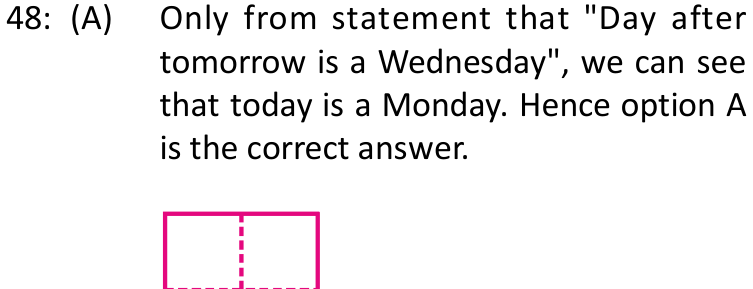 48: (A) Only from statement that "Day after
tomorrow is a Wednesday", we can see
that today is a Monday. Hence option A
is the correct answer.